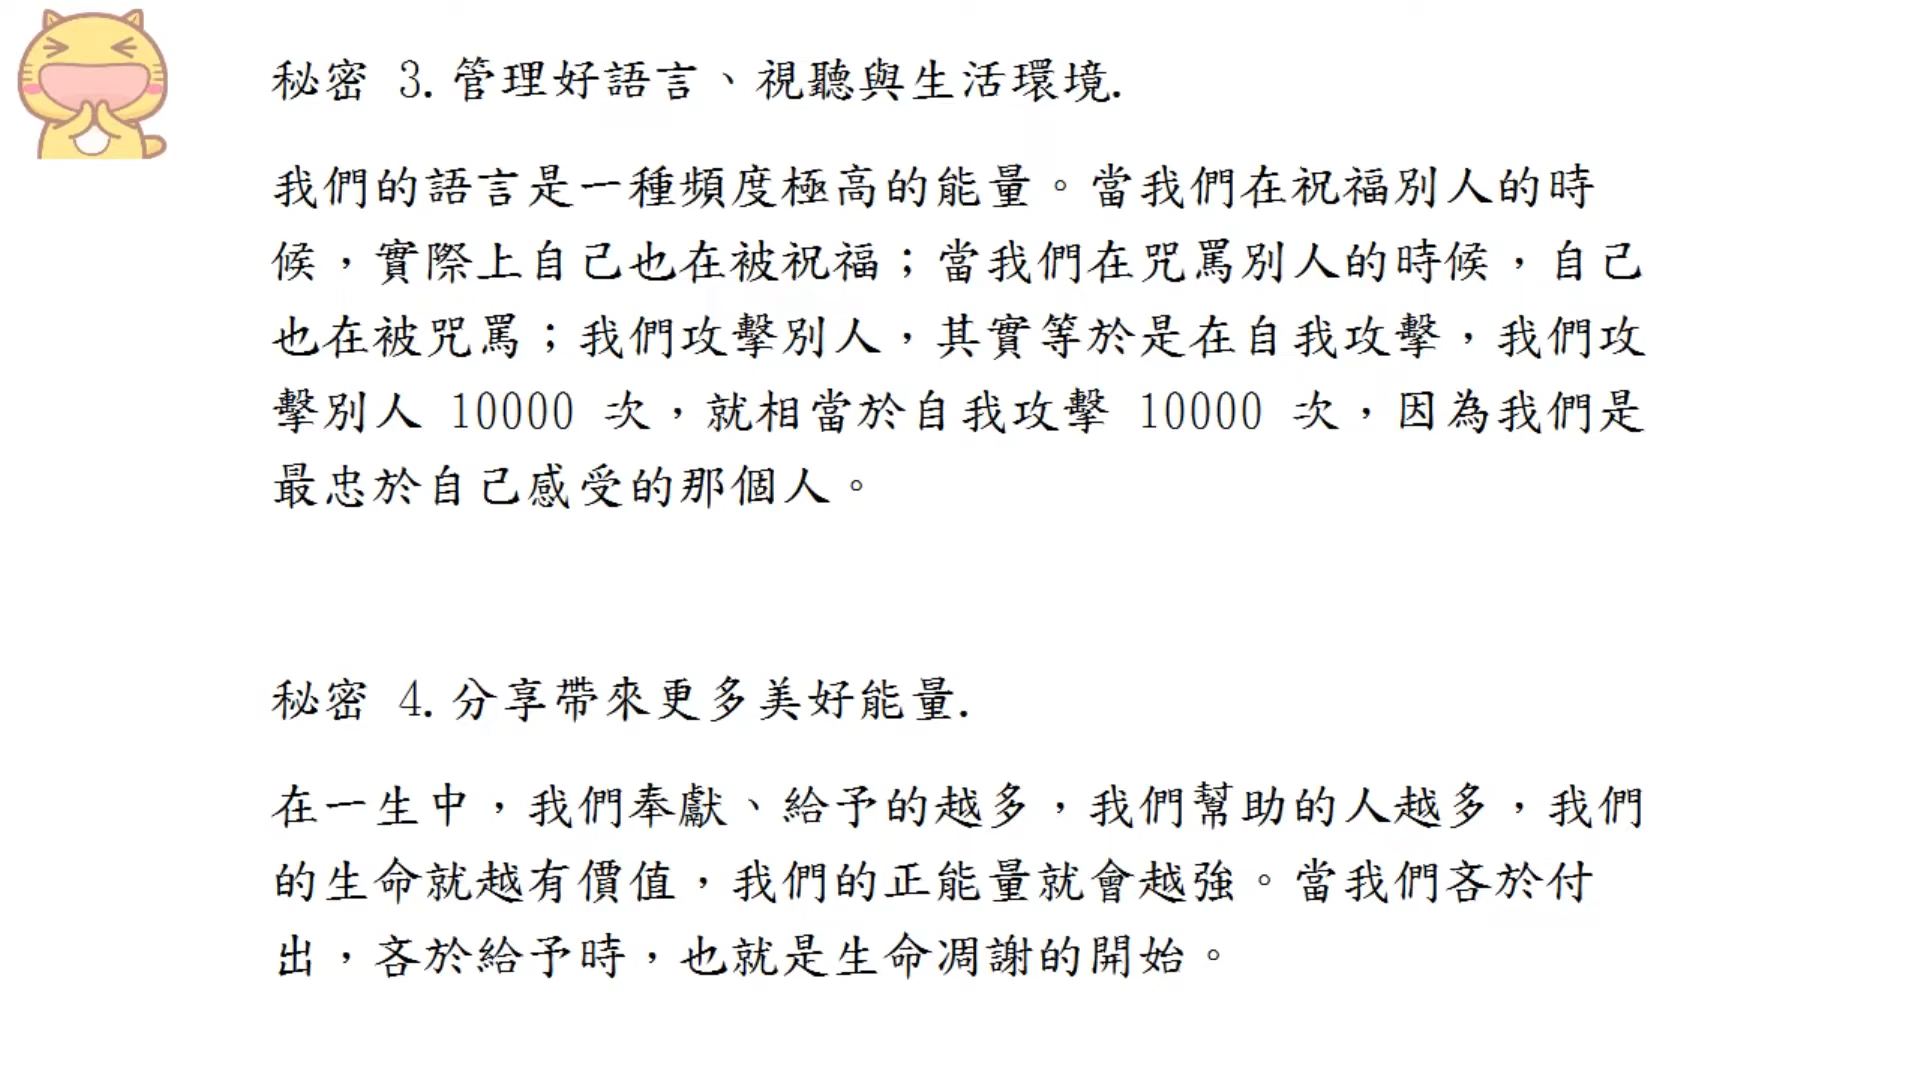 秘密 3.管理好語言、視聽與生活環境.
我們的語言是一種頻度極高的能量。當我們在祝福別人的時
候，實際上自己也在被祝福；當我們在咒罵別人的時候，自己
也在被咒罵；我們攻擊別人，其實等於是在自我攻擊，我們攻
擊別人 10000 次，就相當於自我攻擊 10000 次，因為我們是
最忠於自己感受的那個人。
秘密 4.分享帶來更多美好能量.
在一生中，我們奉獻、給予的越多，我們幫助的人越多，我們
的生命就越有價值，我們的正能量就會越強。當我們吝於付
出，吝於給予時，也就是生命凋謝的開始。